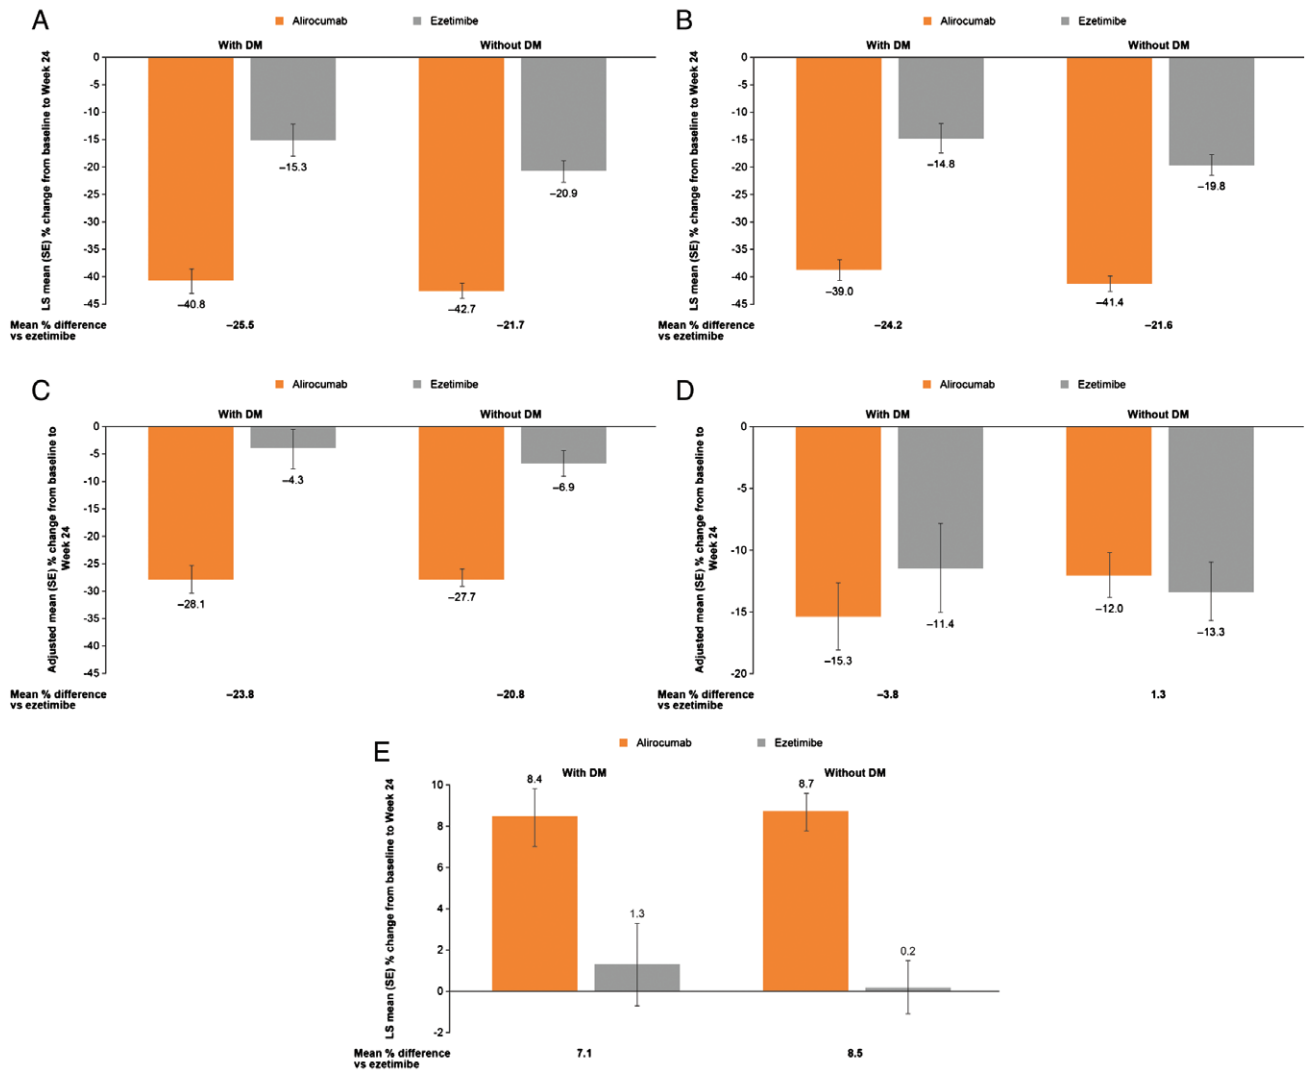 A
Alirocumab
Ezetimibe
With DM
Without DM
LS mean (SE) % change from baseline to Week 24
0
-5
-10
-15
-20
-25
-30
-35
-40
-45
–40.8
–15.3
–42.7
–20.9
Mean % difference
vs ezetimibe
–25.5
–21.7
B
Alirocumab
Ezetimibe
With DM
Without DM
LS mean (SE) % change from baseline to Week 24
0
-5
-10
-15
-20
-25
-30
-35
-40
-45
–39.0
–14.8
–41.4
–19.8
Mean % difference
vs ezetimibe
–24.2
–21.6
C
Alirocumab
Ezetimibe
With DM
Without DM
Adjusted mean (SE) % change from baseline to
Week 24
0
-5
-10
-15
-20
-25
-30
-35
-40
-45
–28.1
–4.3
–27.7
–6.9
Mean % difference
vs ezetimibe
–23.8
–20.8
D
Alirocumab
Ezetimibe
With DM
Without DM
Adjusted mean (SE) % change from baseline to
Week 24
0
-5
-10
-15
-20
–15.3
–11.4
–12.0
–13.3
Mean % difference
vs ezetimibe
–3.8
1.3
E
Alirocumab
Ezetimibe
With DM
Without DM
LS mean (SE) % change from baseline to Week 24
10
8
6
4
2
0
-2
8.4
1.3
8.7
0.2
Mean % difference
vs ezetimibe
7.1
8.5